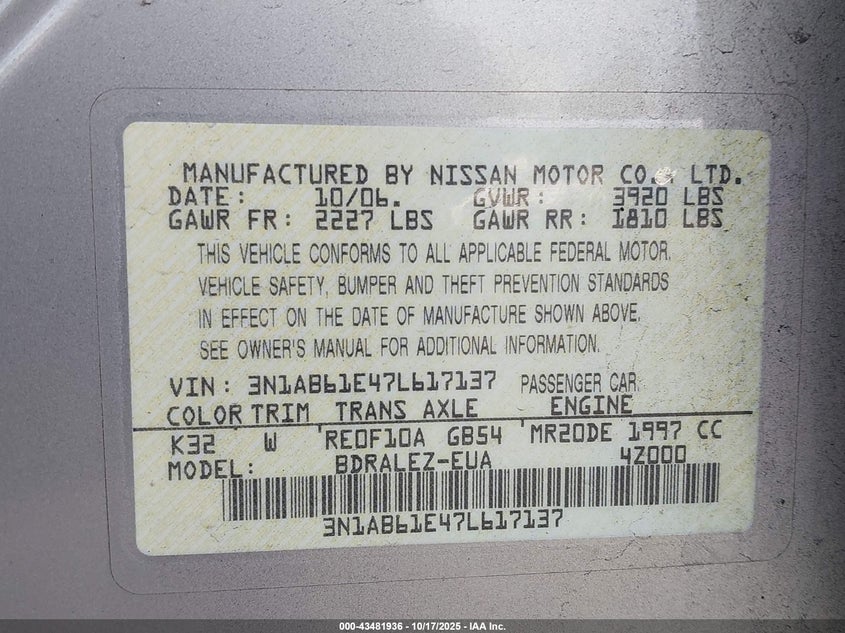 MANUFACTURED BY NISSAN MOTOR CO., LTD.
DATE: 10/06. GVWR: 3920 LBS
GAWR FR: 2227 LBS GAWR RR: 1810 LBS
THIS VEHICLE CONFORMS TO ALL APPLICABLE FEDERAL MOTOR.
VEHICLE SAFETY, BUMPER AND THEFT PREVENTION STANDARDS
IN EFFECT ON THE DATE OF MANUFACTURE SHOWN ABOVE.
SEE OWNER'S MANUAL FOR ADDITIONAL INFORMATION.
VIN: 3N1AB61E47L617137 PASSENGER CAR
COLOR TRIM TRANS AXLE ENGINE
K32 W RE0F10A GB54 MR20DE 1997 CC
MODEL: BDRALEZ-EUA 4Z000
3N1AB61E47L617137
000-43481936 - 10/17/2025 - IAA Inc.